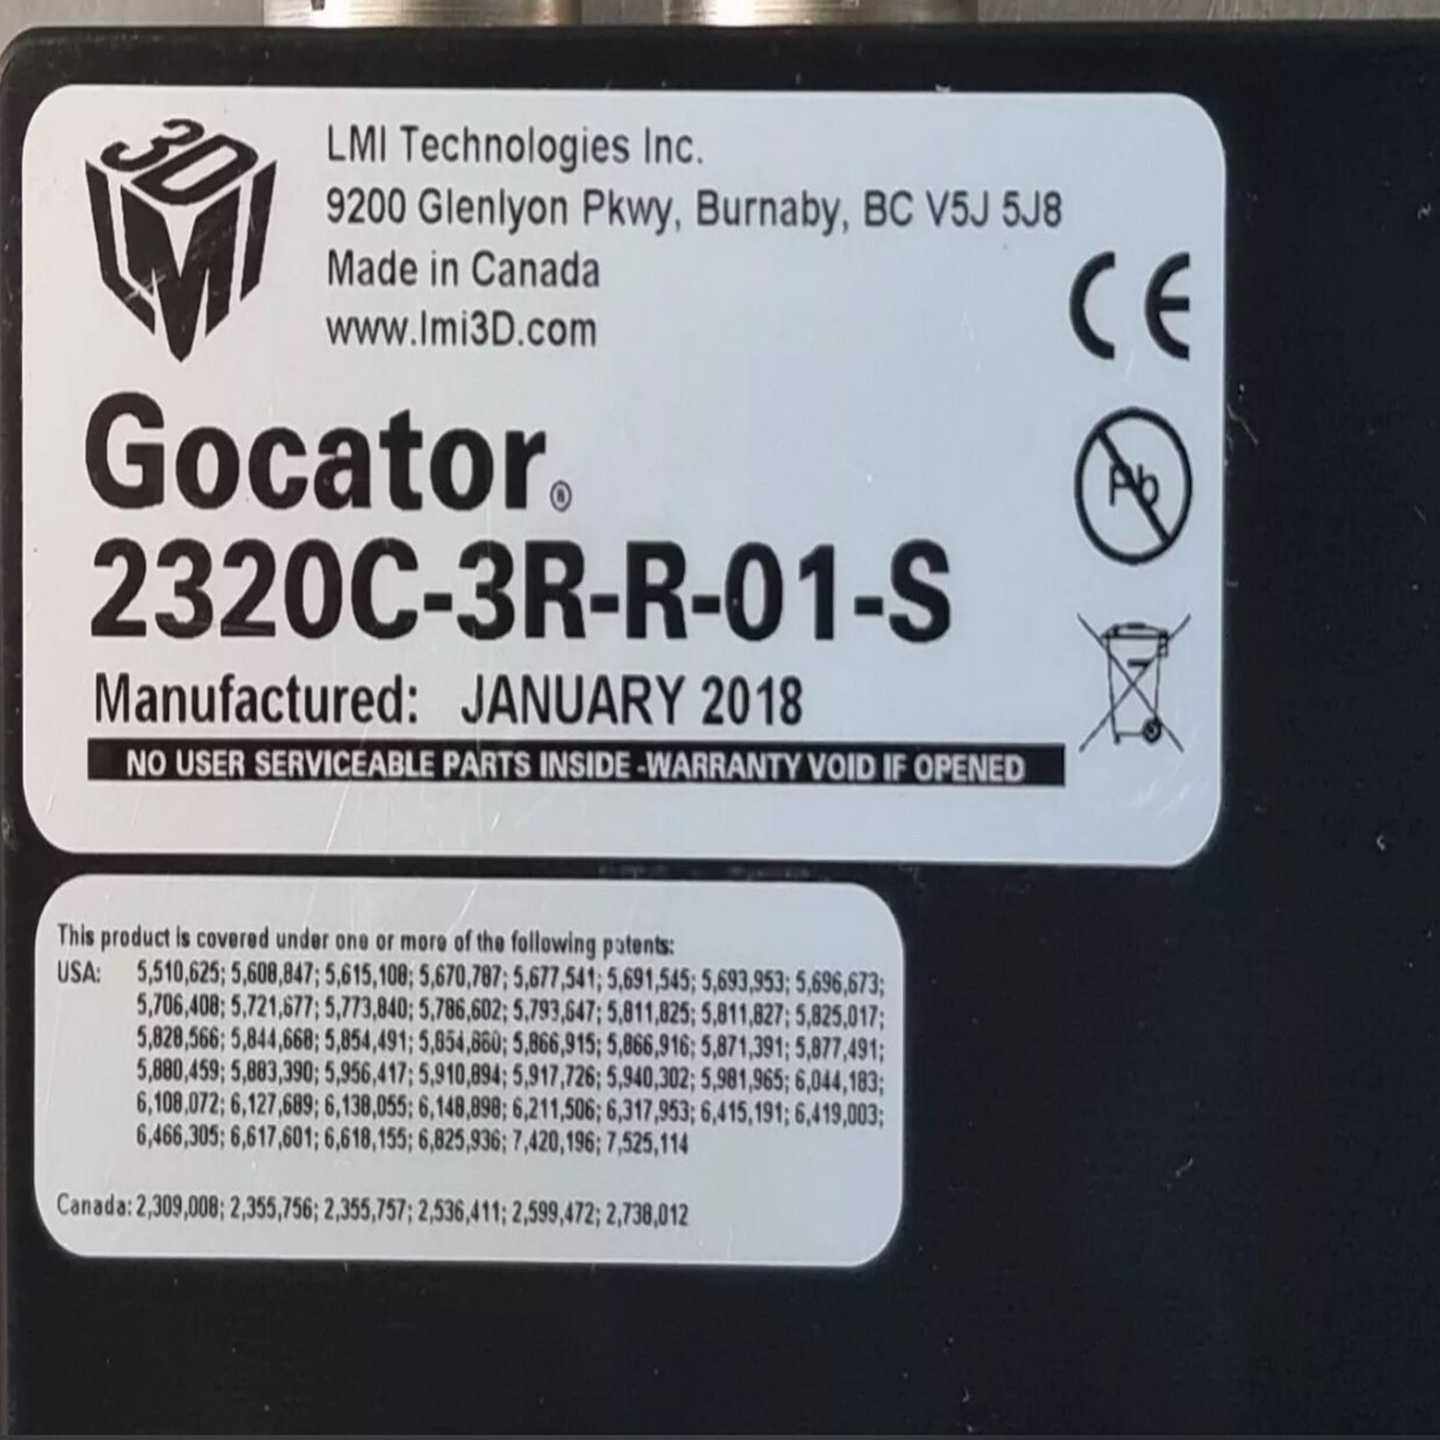 3D
LMI
LMI Technologies Inc.
9200 Glenlyon Pkwy, Burnaby, BC V5J 5J8
Made in Canada
www.lmi3D.com
CE
Gocator®
Pb
2320C-3R-R-01-S
Manufactured: JANUARY 2018
NO USER SERVICEABLE PARTS INSIDE -WARRANTY VOID IF OPENED
This product is covered under one or more of the following patents:
USA: 5,510,625; 5,608,847; 5,615,108; 5,670,787; 5,677,541; 5,691,545; 5,693,953; 5,696,673;
5,706,408; 5,721,677; 5,773,840; 5,786,602; 5,793,647; 5,811,825; 5,811,827; 5,825,017;
5,828,566; 5,844,668; 5,854,491; 5,854,880; 5,866,915; 5,866,916; 5,871,391; 5,877,491;
5,880,459; 5,883,390; 5,956,417; 5,910,894; 5,917,726; 5,940,302; 5,981,965; 6,044,183;
6,108,072; 6,127,689; 6,138,055; 6,148,898; 6,211,506; 6,317,953; 6,415,191; 6,419,003;
6,466,305; 6,617,601; 6,618,155; 6,825,936; 7,420,196; 7,525,114
Canada: 2,309,008; 2,355,756; 2,355,757; 2,536,411; 2,599,472; 2,738,012